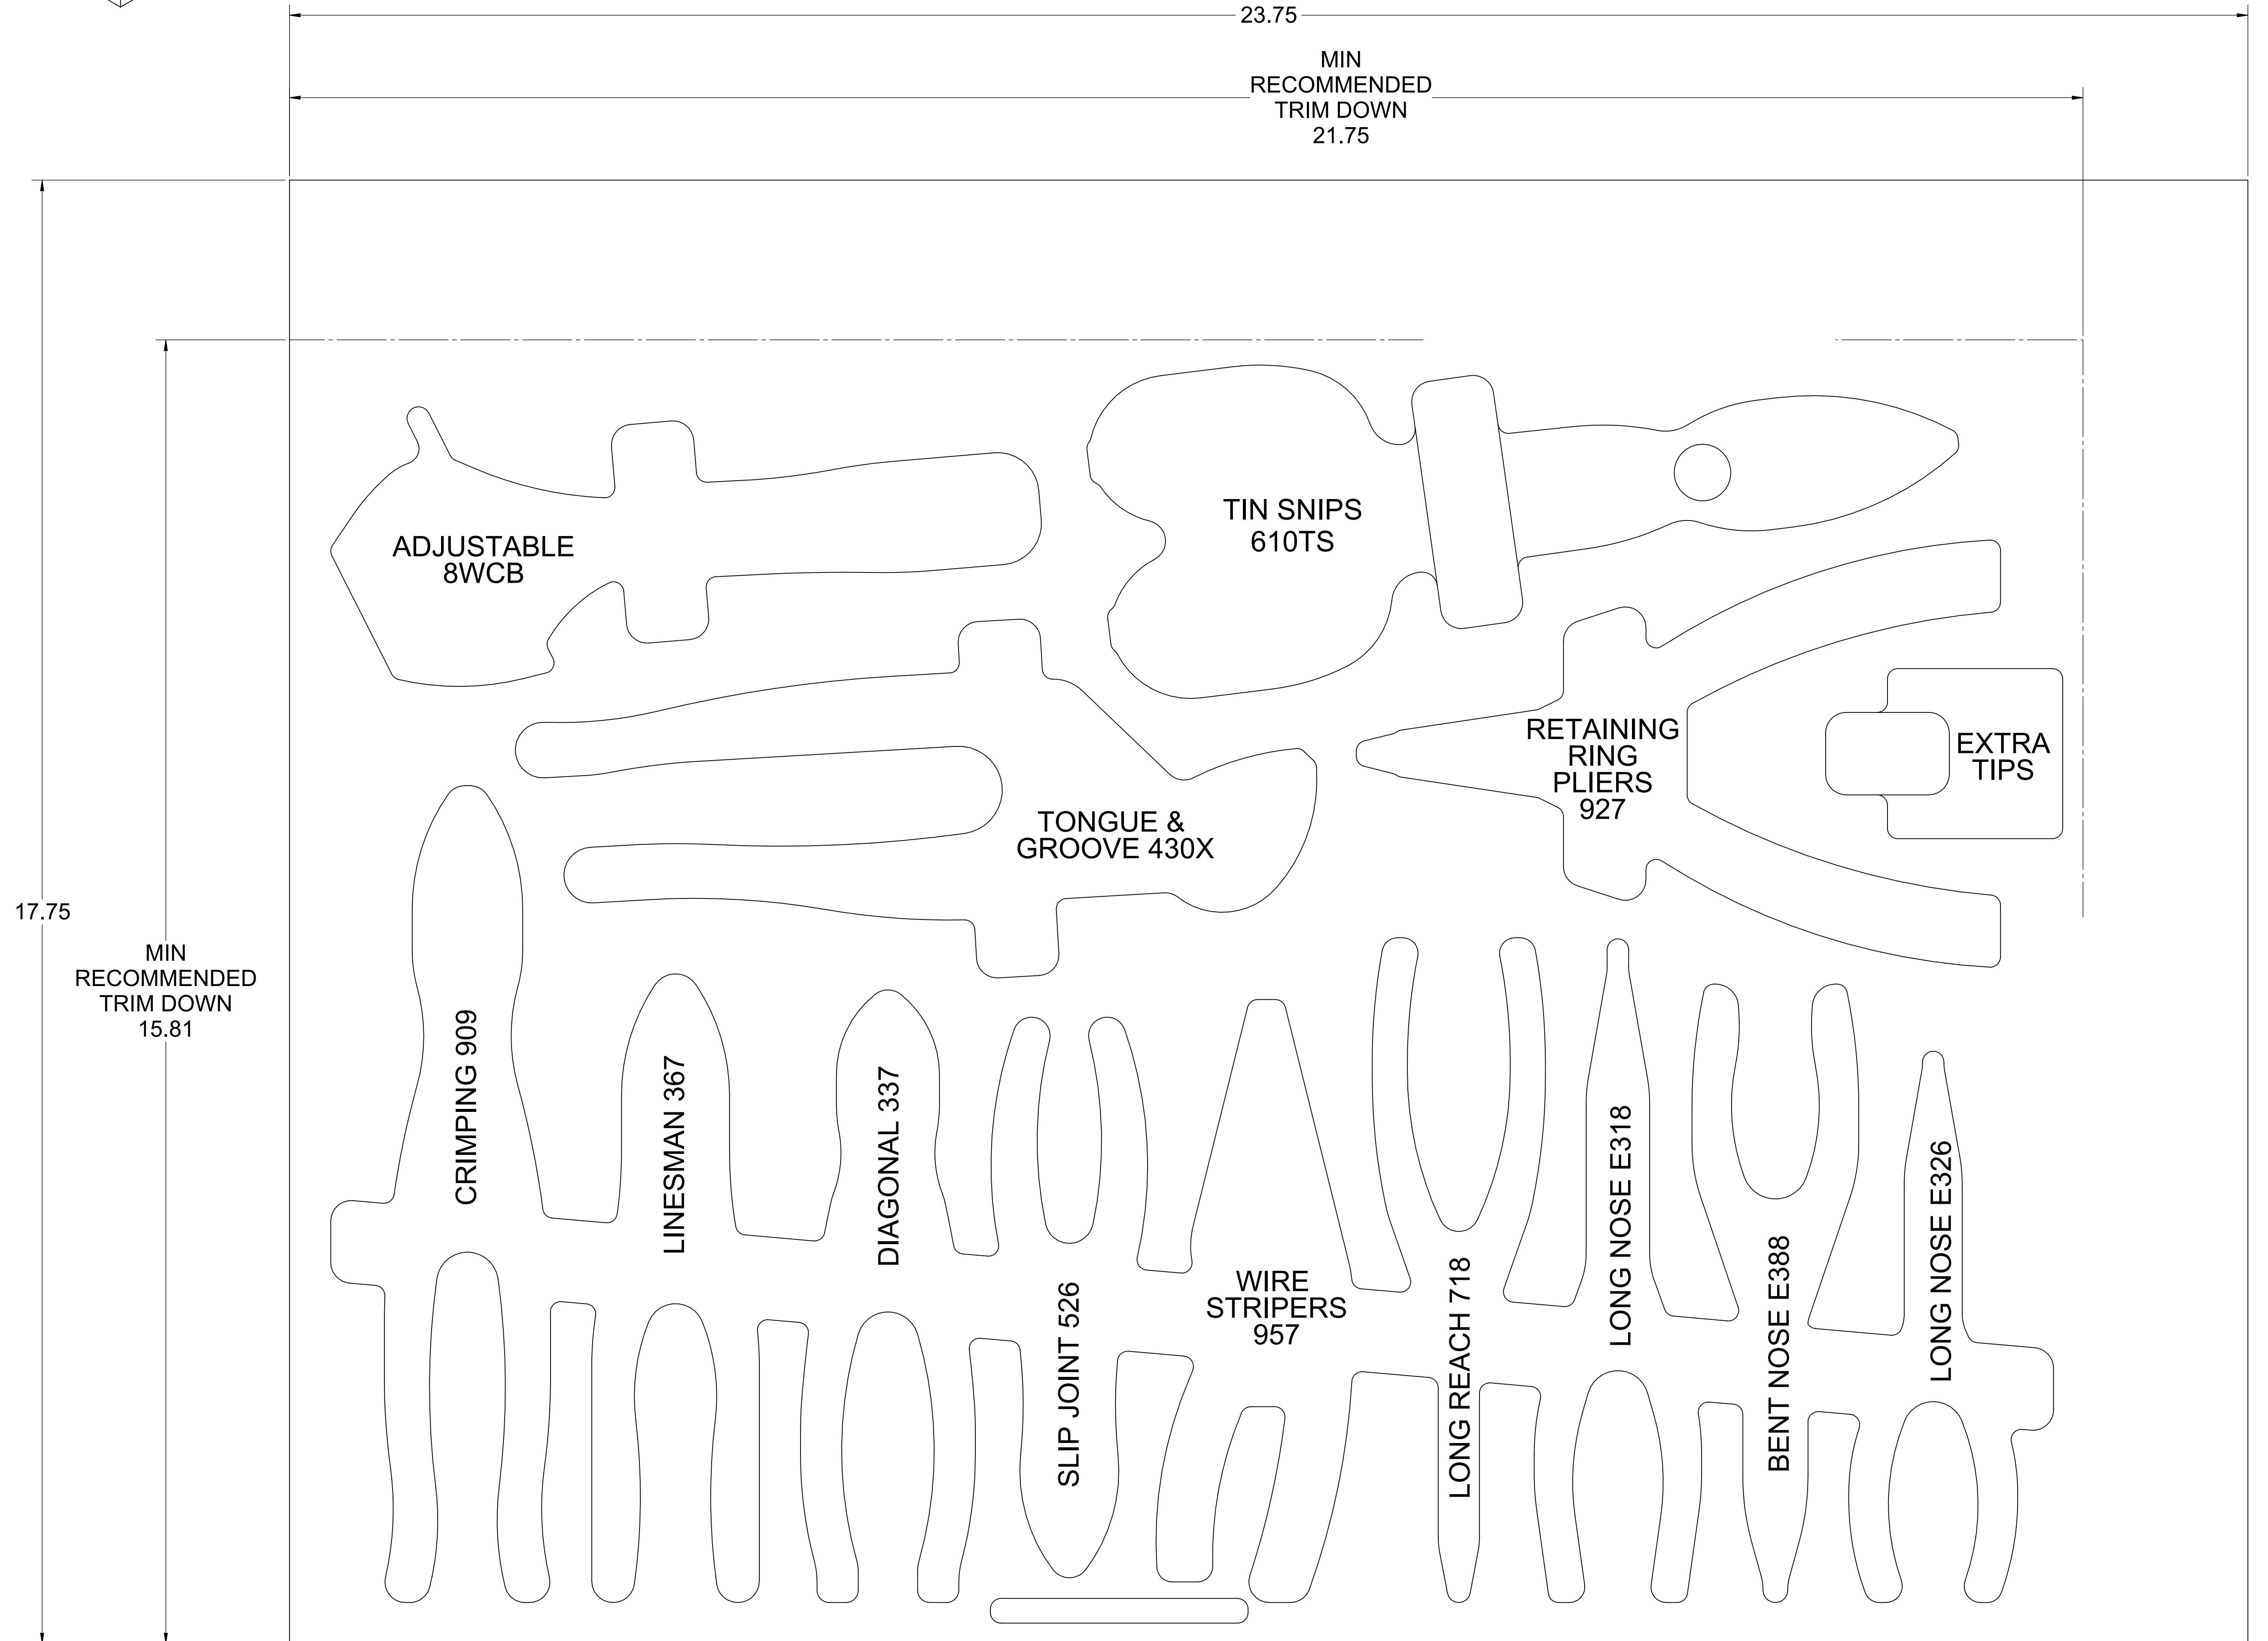 23.75
MIN
RECOMMENDED
TRIM DOWN
21.75
TIN SNIPS
610TS
ADJUSTABLE
8WCB
RETAINING
RING
PLIERS
927
EXTRA
TIPS
TONGUE &
GROOVE 430X
17.75
MIN
RECOMMENDED
TRIM DOWN
15.81
CRIMPING 909
LINESMAN 367
DIAGONAL 337
SLIP JOINT 526
WIRE
STRIPERS
957
LONG REACH 718
LONG NOSE E318
BENT NOSE E388
LONG NOSE E326